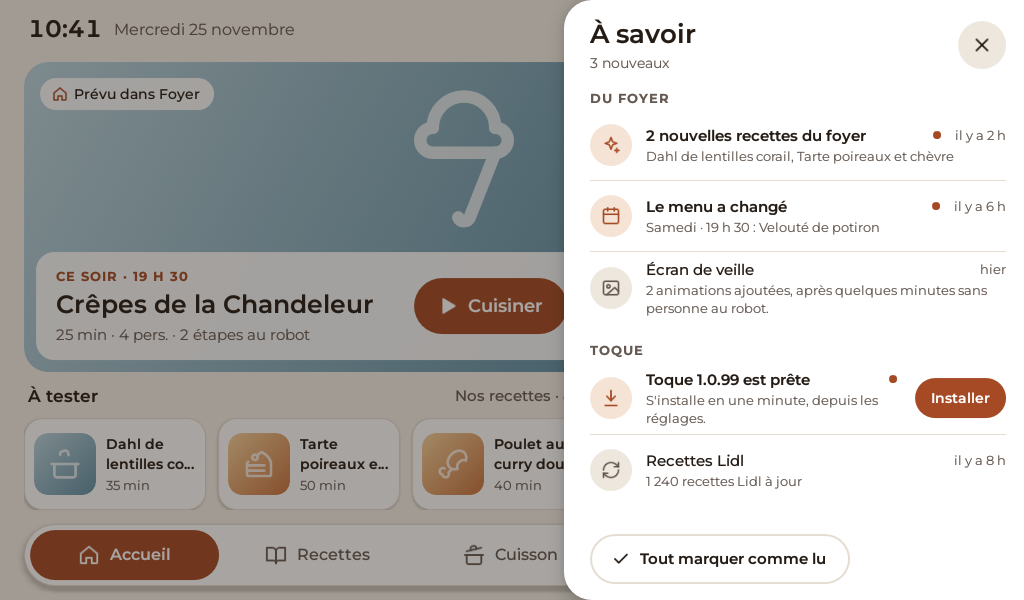 10:41 Mercredi 25 novembre
Prévu dans Foyer
CE SOIR · 19 H 30
Crêpes de la Chandeleur
25 min · 4 pers. · 2 étapes au robot
Cuisiner
À tester
Nos recettes ·
Dahl de
lentilles co...
35 min
Tarte
poireaux e...
50 min
Poulet au
curry dou
40 min
Accueil
Recettes
Cuisson
À savoir
3 nouveaux
DU FOYER
2 nouvelles recettes du foyer
il y a 2 h
Dahl de lentilles corail, Tarte poireaux et chèvre
Le menu a changé
il y a 6 h
Samedi · 19 h 30 : Velouté de potiron
Écran de veille
hier
2 animations ajoutées, après quelques minutes sans
personne au robot.
TOQUE
Toque 1.0.99 est prête
S'installe en une minute, depuis les
réglages.
Installer
Recettes Lidl
il y a 8 h
1 240 recettes Lidl à jour
Tout marquer comme lu